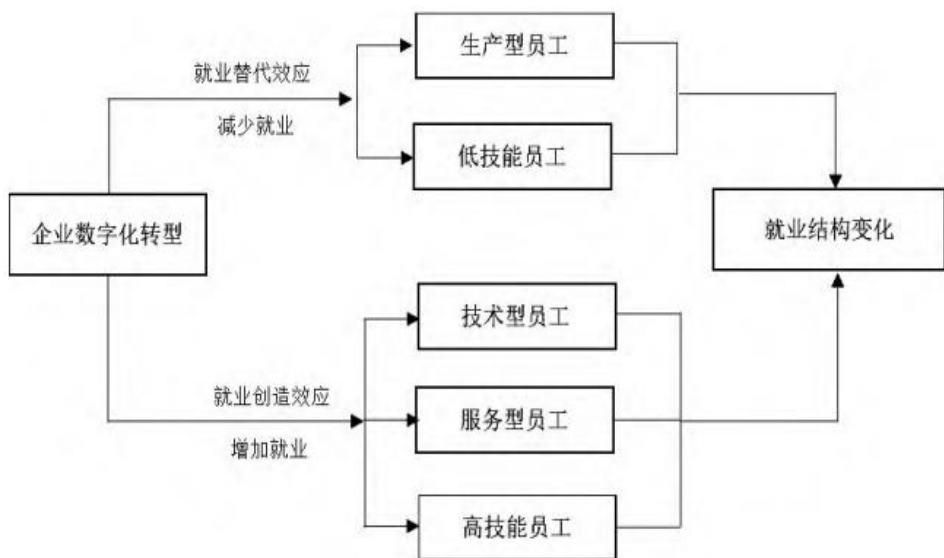 生产型员工
就业替代效应
减少就业
低技能员工
企业数字化转型
就业结构变化
技术型员工
就业创造效应
服务型员工
增加就业
高技能员工